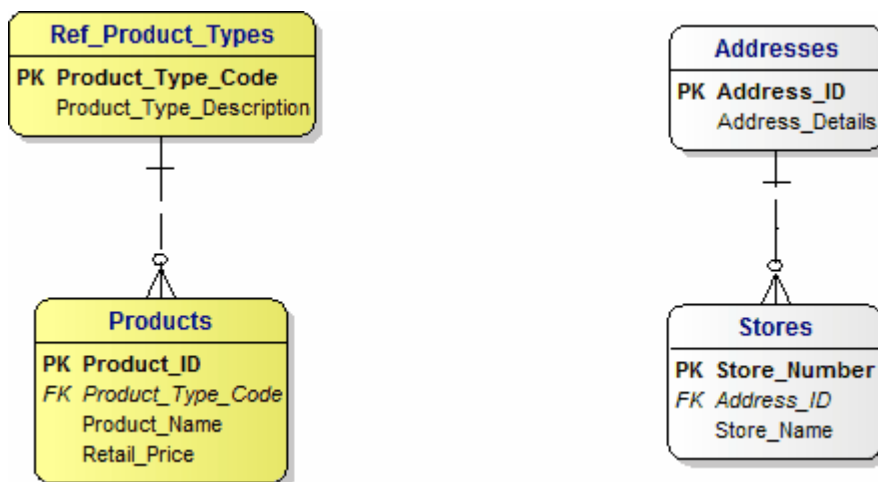 Ref_Product_Types
PK Product_Type_Code
Product_Type_Description
Addresses
PK Address_ID
Address_Details
Products
PK Product_ID
FK Product_Type_Code
Product_Name
Retail_Price
Stores
PK Store_Number
FK Address_ID
Store_Name